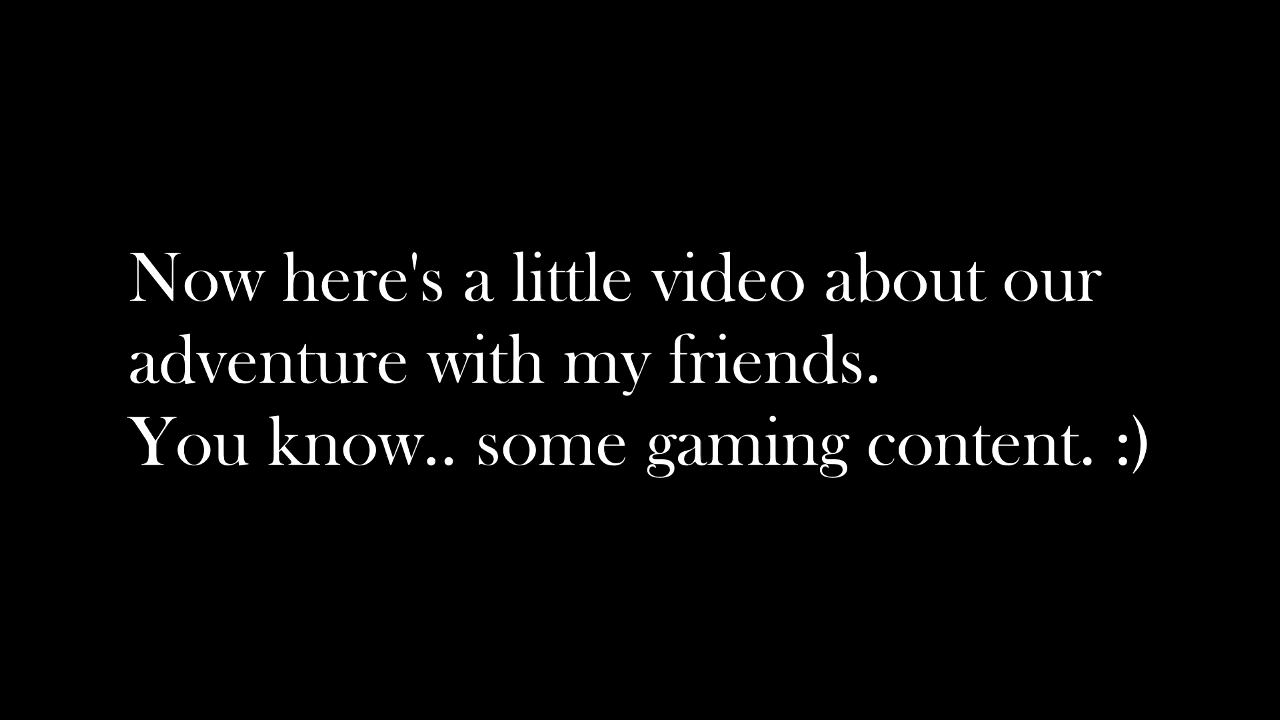 Now here's a little video about our
adventure with my friends.
You know.. some gaming content. :)